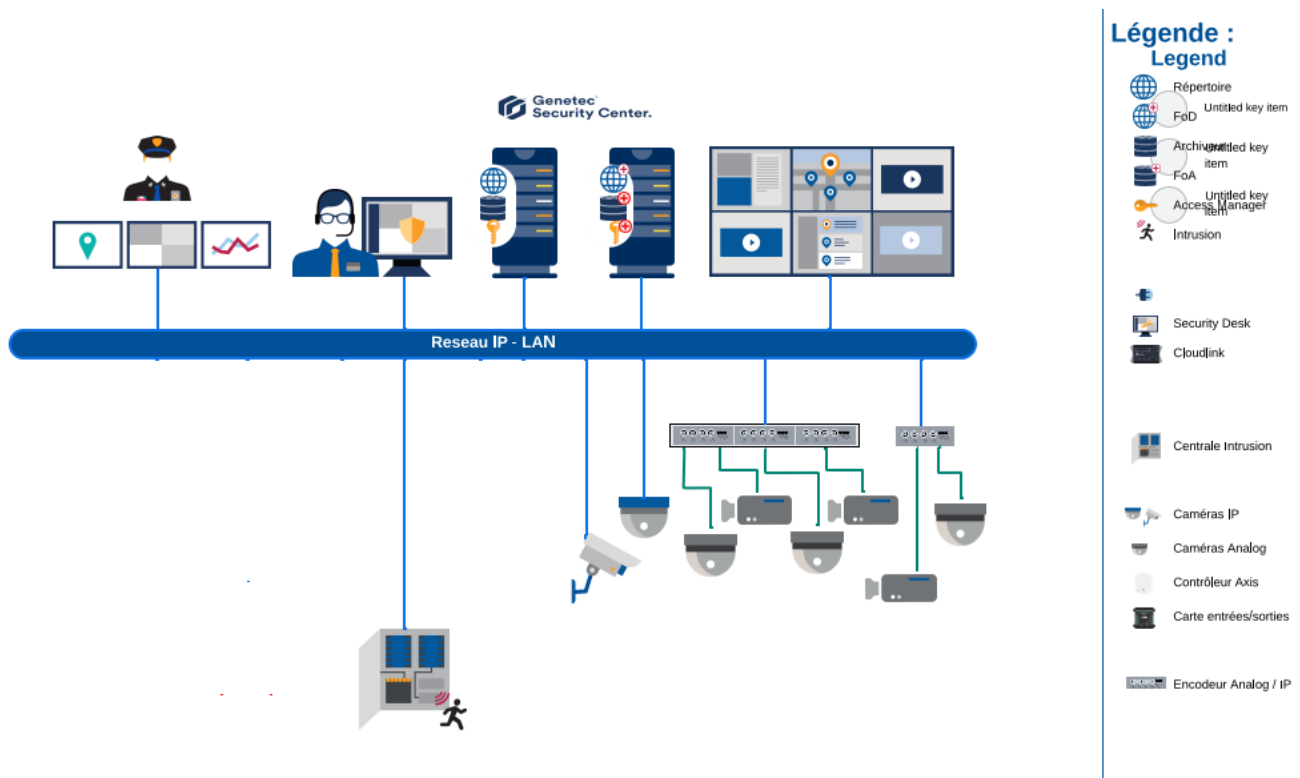 Légende :
Legend
Répertoire
Untitled key item
FoD
Archiveur
Untitled key
item
FoA
Untitled key
item
Access Manager
Intrusion
Genetec
Security Center.
Reseau IP - LAN
Security Desk
Cloudlink
Centrale Intrusion
Caméras IP
Caméras Analog
Contrôleur Axis
Carte entrées/sorties
Encodeur Analog / IP